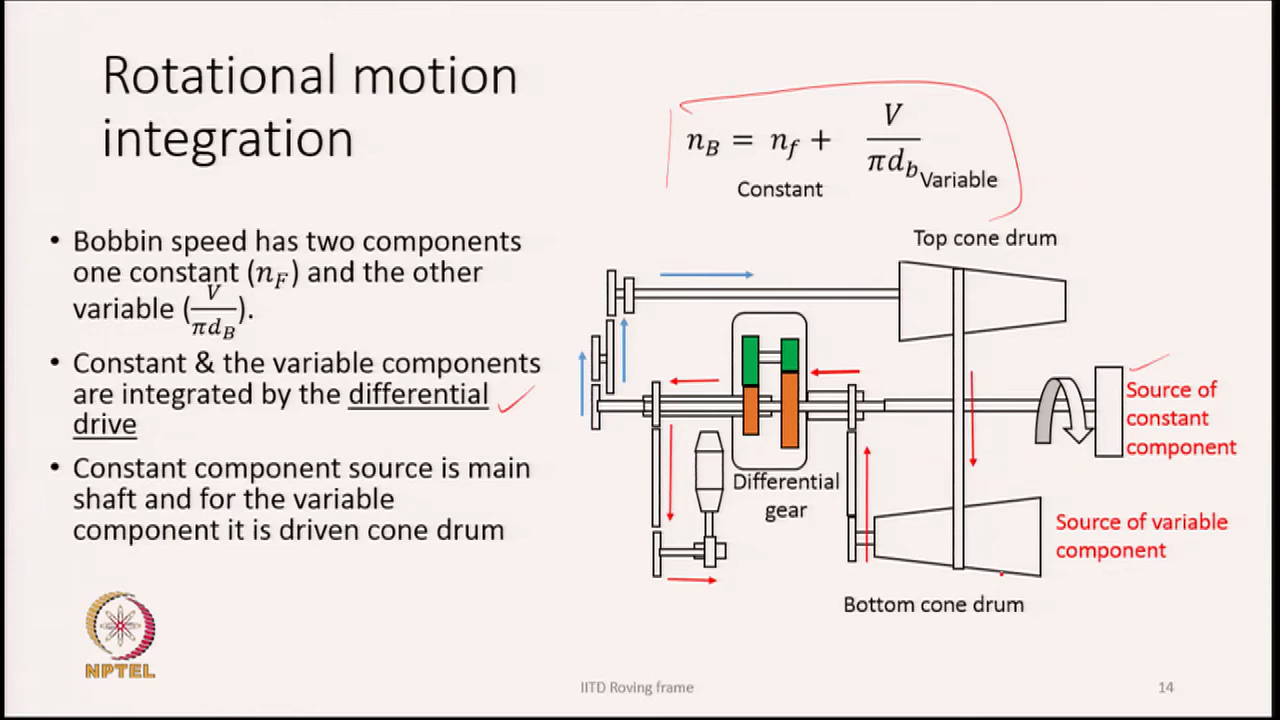 Rotational motion
integration
n_B = n_f + V/(πd_b)
Constant
Variable
• Bobbin speed has two components
one constant (n_F) and the other
variable (V/(πd_B)).
• Constant & the variable components
are integrated by the differential
drive
• Constant component source is main
shaft and for the variable
component it is driven cone drum
Top cone drum
Source of
constant
component
Differential
gear
Source of variable
component
Bottom cone drum
NPTEL
IITD Roving frame
14